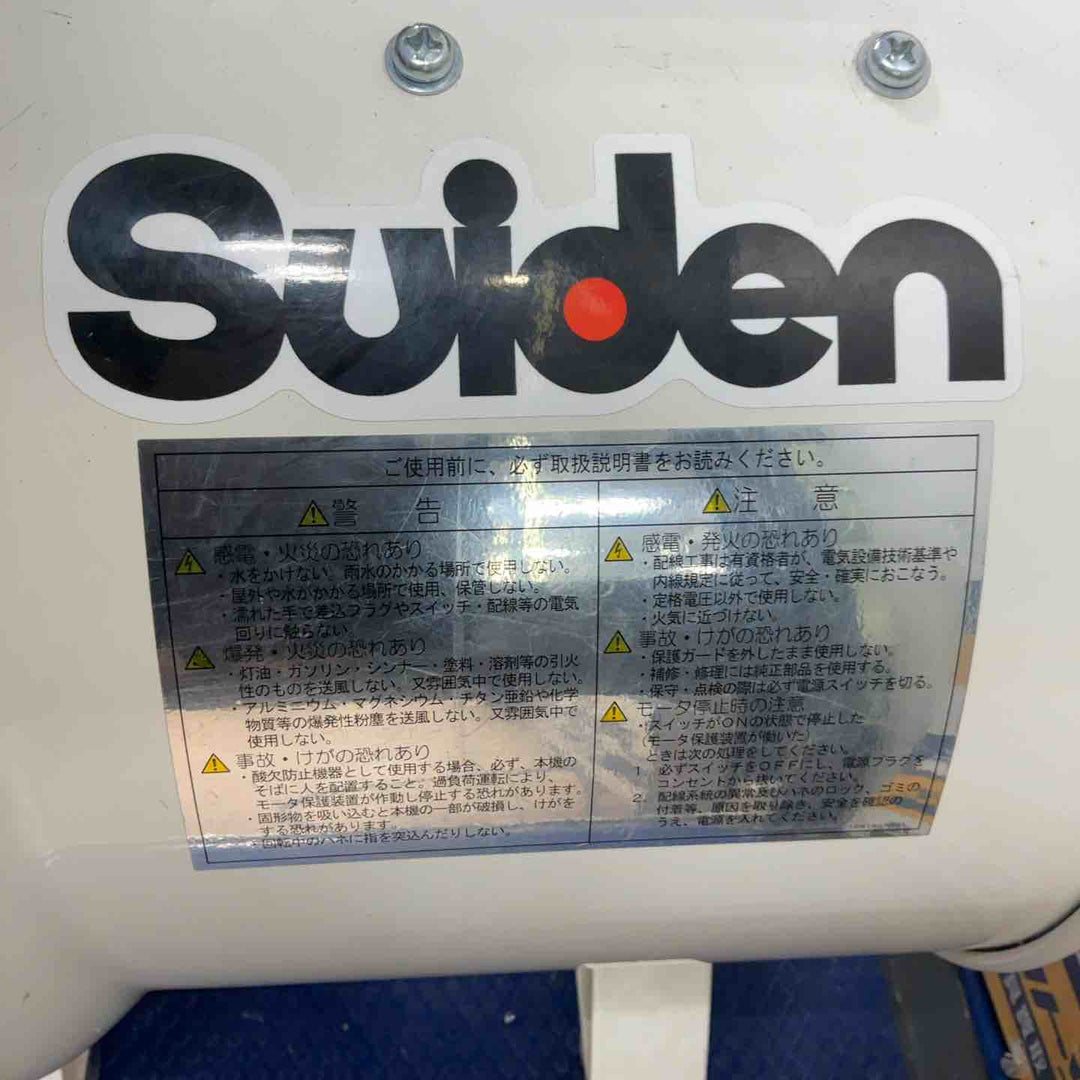 Suiden
ご使用前に、必ず取扱説明書をお読みください。
警 告
感電・火災の恐れあり
・水をかけない。雨水のかかる場所で使用しない。
・屋外や水がかかる場所で使用、保管しない。
・濡れた手で差込プラグやスイッチ・配線等の電気
回りに触らない。
爆発・火災の恐れあり
・灯油・ガソリン・シンナー・塗料・溶剤等の引火
性のものを送風しない。又雰囲気中で使用しない。
・アルミニウム・マグネシウム・チタン亜鉛や化学
物質等の爆発性粉塵を送風しない。又雰囲気中で
使用しない。
事故・けがの恐れあり
・酸欠防止機器として使用する場合、必ず、本機の
そばに人を配置すること。過負荷運転により、
モータ保護装置が作動し停止する恐れがあります。
・固形物を吸い込むと本機の一部が破損し、けがを
する恐れがあります。
・回転中のハネに指を突込んだりしない。
注 意
感電・発火の恐れあり
・配線工事は有資格者が、電気設備技術基準や
内線規定に従って、安全・確実におこなう。
・定格電圧以外で使用しない。
・火気に近づけない。
事故・けがの恐れあり
・保護ガードを外したまま使用しない。
・補修・修理には純正部品を使用する。
・保守・点検の際は必ず電源スイッチを切る。
モータ停止時の注意
・スイッチがONの状態で停止した
(モータ保護装置が働いた)
ときは次の処理をしてください。
1 必ずスイッチをOFFにし、電源プラグを
コンセントから抜いてください。
2. 配線系統の異常及びハネのロック、ゴミの
付着等、原因を取り除き、安全を確認の
うえ、電源を入れてください。